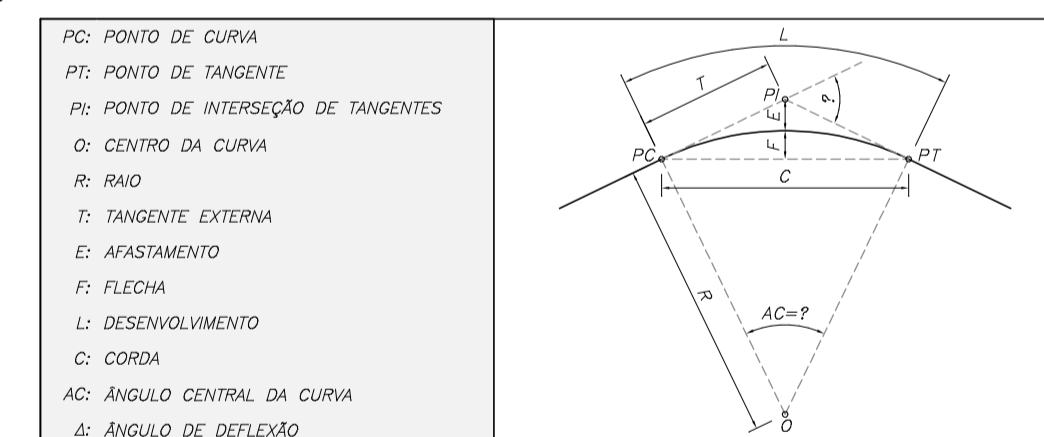 PC: PONTO DE CURVA
PT: PONTO DE TANGENTE
PI: PONTO DE INTERSEÇÃO DE TANGENTES
O: CENTRO DA CURVA
R: RAIO
T: TANGENTE EXTERNA
E: AFASTAMENTO
F: FLECHA
L: DESENVOLVIMENTO
C: CORDA
AC: ÂNGULO CENTRAL DA CURVA
Δ: ÂNGULO DE DEFLEXÃO
L
T
PI
?
E
F
PC
PT
C
R
AC=?
O